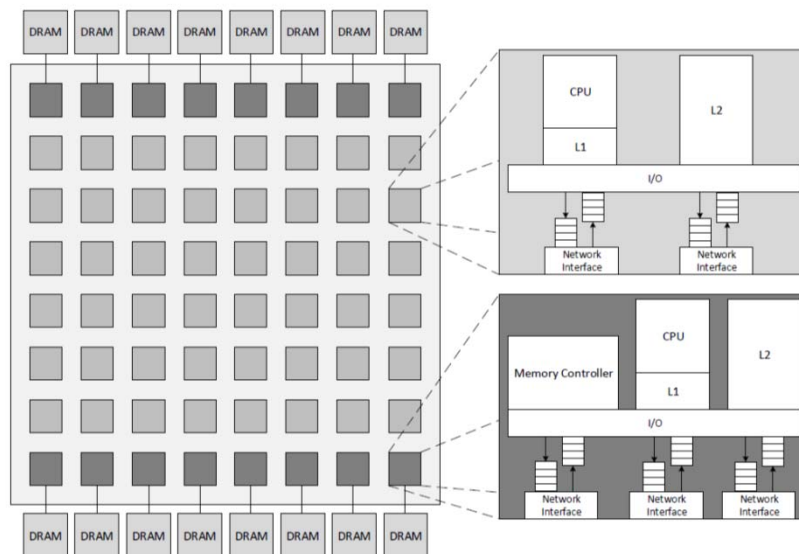 DRAM DRAM DRAM DRAM DRAM DRAM DRAM DRAM
CPU
L2
L1
I/O
Network
Interface
Network
Interface
CPU
L2
Memory Controller
L1
I/O
Network
Interface
Network
Interface
Network
Interface
DRAM DRAM DRAM DRAM DRAM DRAM DRAM DRAM